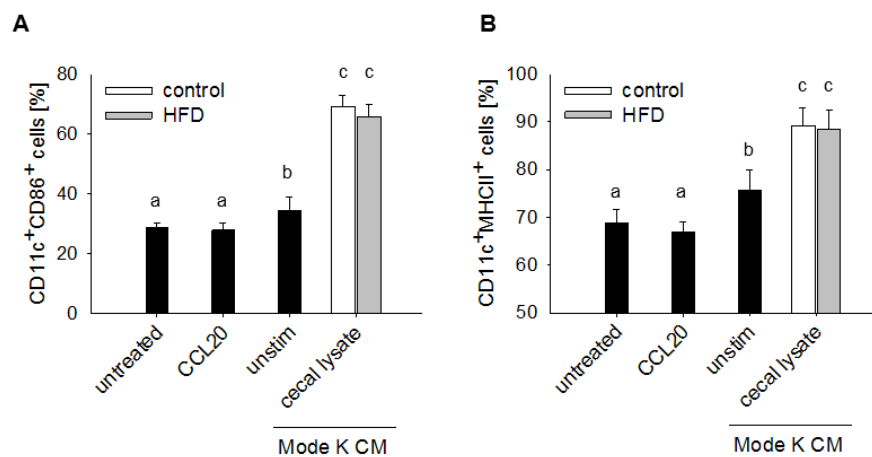 A
CD11c+CD86+ cells [%]
80
60
40
20
0
control
HFD
a
a
b
c
c
untreated
CCL20
unstim
cecal lysate
Mode K CM
B
CD11c+MHCII+ cells [%]
100
90
80
70
60
50
control
HFD
a
a
b
c
c
untreated
CCL20
unstim
cecal lysate
Mode K CM